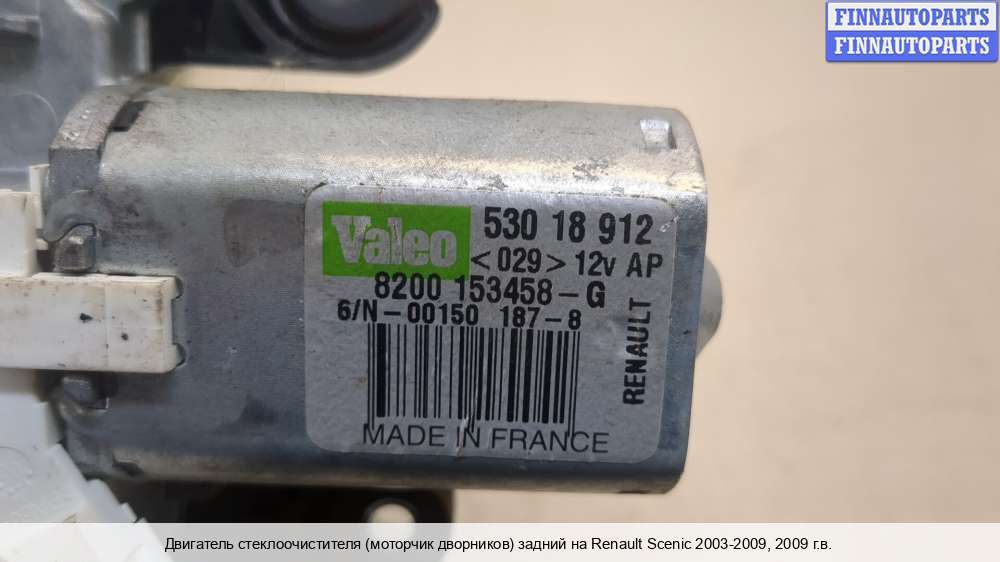 FINNAUTOPARTS
FINNAUTOPARTS
Valeo
530 18 912
<029> 12v AP
8200 153458-G
6/N-00150 187-8
RENAULT
MADE IN FRANCE
Двигатель стеклоочистителя (моторчик дворников) задний на Renault Scenic 2003-2009, 2009 г.в.